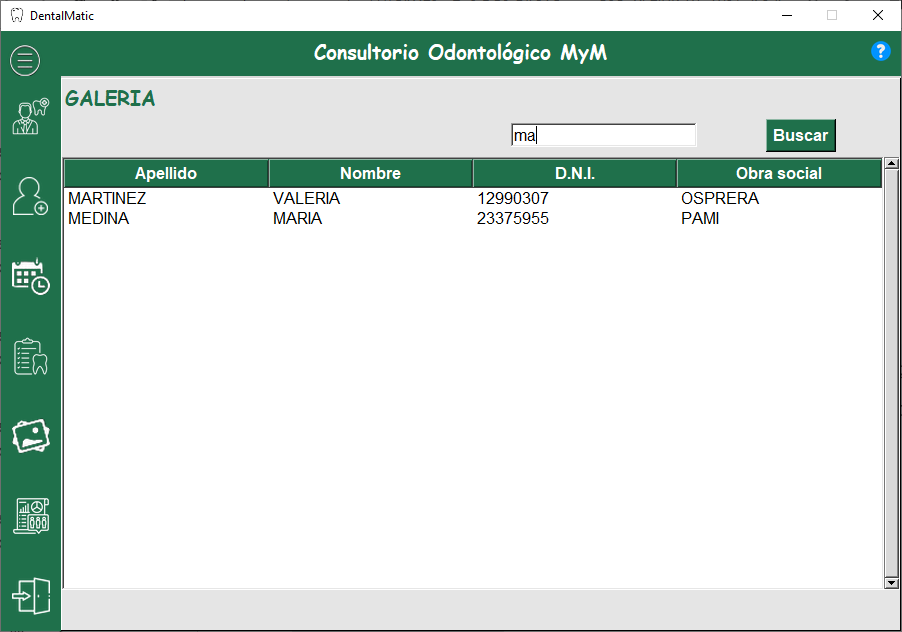 DentalMatic
Consultorio Odontológico MyM
?
GALERIA
ma
Buscar
Apellido Nombre D.N.I. Obra social
MARTINEZ VALERIA 12990307 OSPRERA
MEDINA MARIA 23375955 PAMI